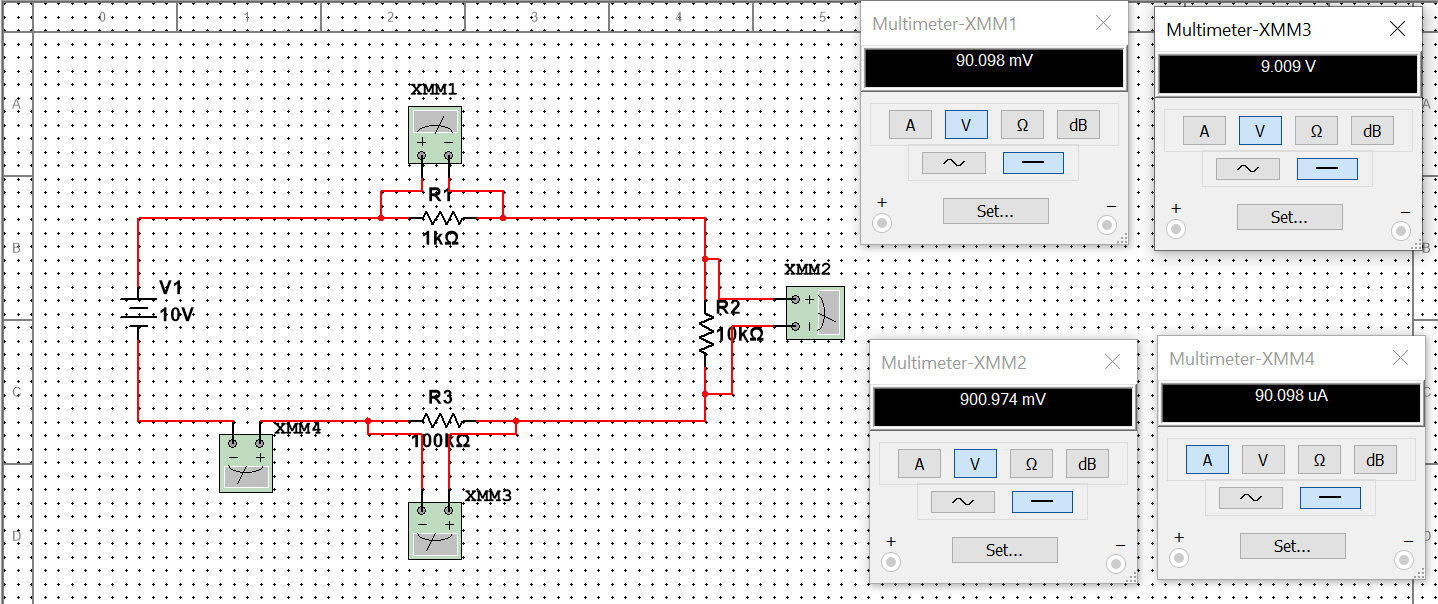 0 1 2 3 4 5
A
B
C
D
XMM1
+ −
R1
1kΩ
V1
10V
XMM2
+
−
R2
10kΩ
R3
100kΩ
XMM4
− +
XMM3
− +
Multimeter-XMM1
90.098 mV
A V Ω dB
+ −
Set...
Multimeter-XMM3
9.009 V
A V Ω dB
+ −
Set...
Multimeter-XMM2
900.974 mV
A V Ω dB
+ −
Set...
Multimeter-XMM4
90.098 uA
A V Ω dB
+ −
Set...
A
B